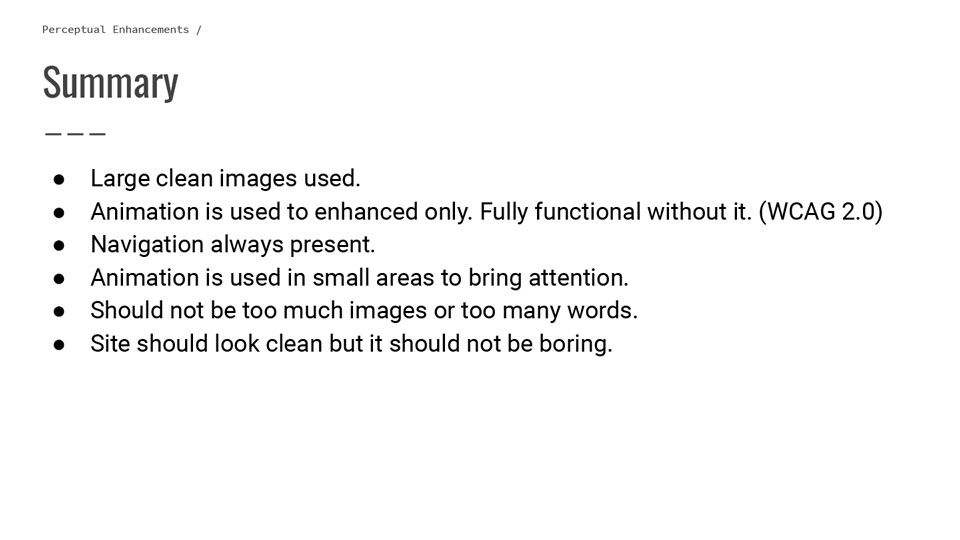 Perceptual Enhancements /
Summary
● Large clean images used.
● Animation is used to enhanced only. Fully functional without it. (WCAG 2.0)
● Navigation always present.
● Animation is used in small areas to bring attention.
● Should not be too much images or too many words.
● Site should look clean but it should not be boring.